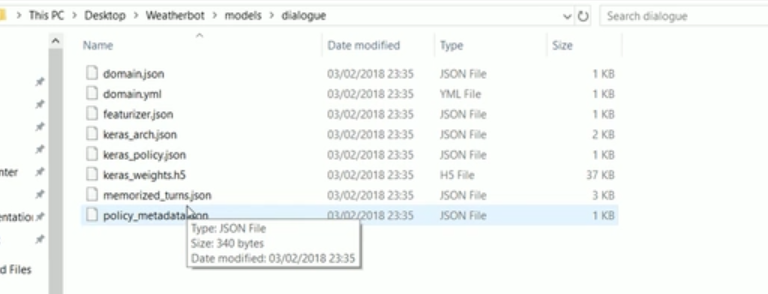 This PC > Desktop > Weatherbot > models > dialogue
Search dialogue
Name Date modified Type Size
domain.json 03/02/2018 23:35 JSON File 1 KB
domain.yml 03/02/2018 23:35 YML File 1 KB
featurizer.json 03/02/2018 23:35 JSON File 1 KB
keras_arch.json 03/02/2018 23:35 JSON File 2 KB
keras_policy.json 03/02/2018 23:35 JSON File 1 KB
keras_weights.h5 03/02/2018 23:35 H5 File 37 KB
nter
memorized_turns.json 03/02/2018 23:35 JSON File 3 KB
entation
policy_metadata.json 03/02/2018 23:35 JSON File 1 KB
Type: JSON File
Size: 340 bytes
Date modified: 03/02/2018 23:35
d Files